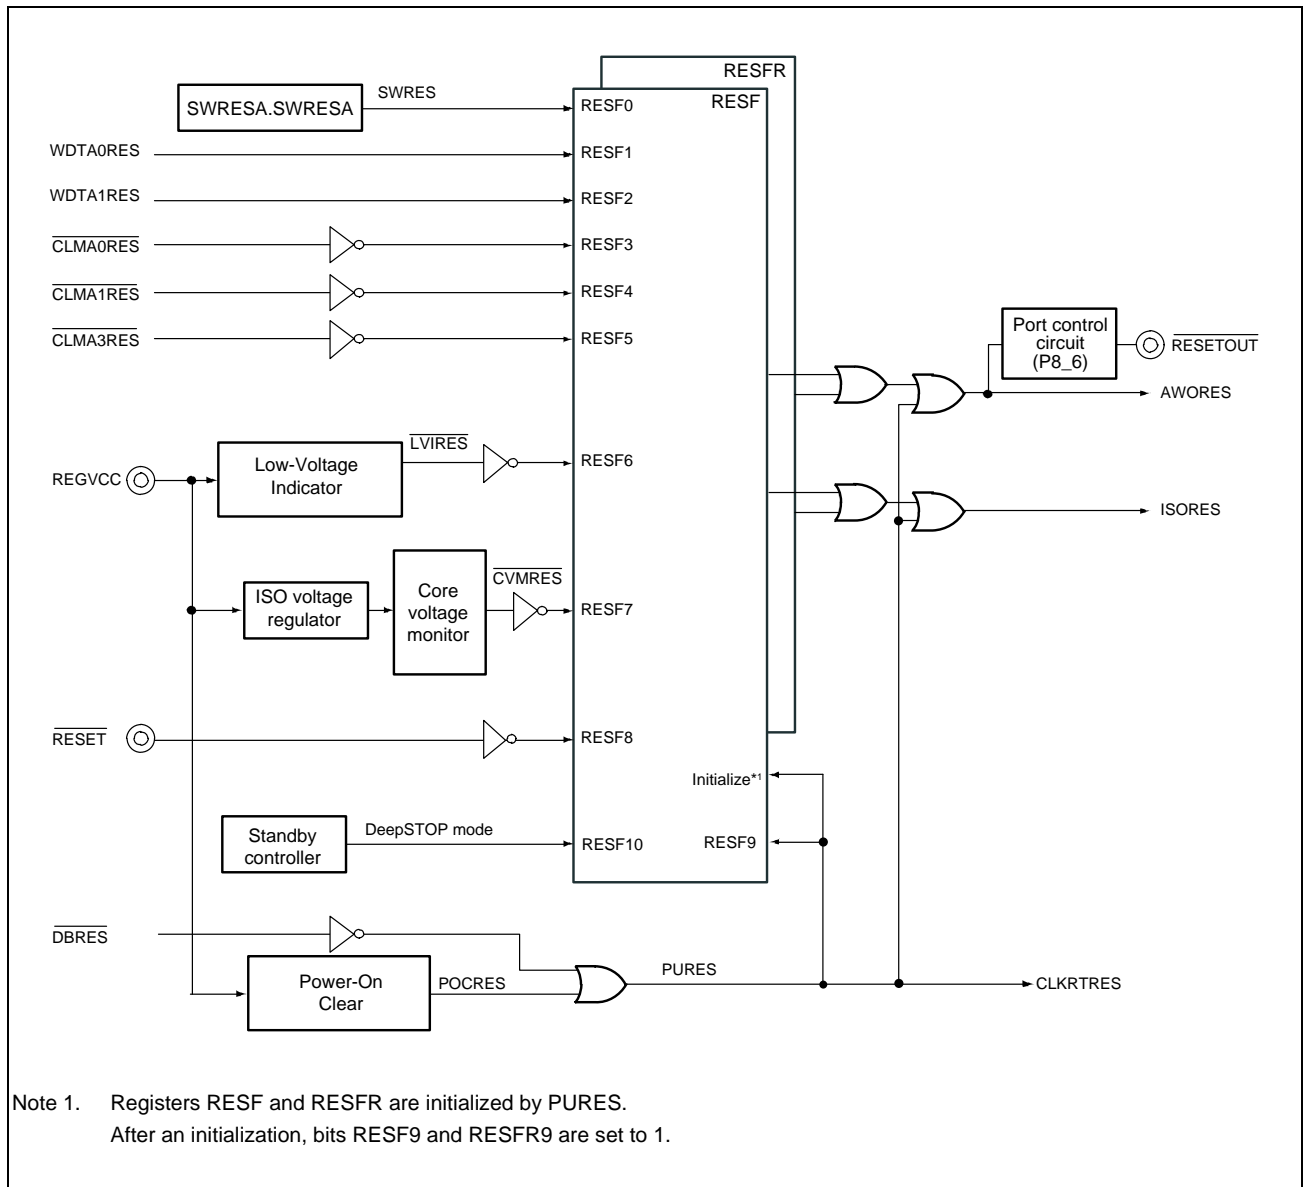 RESFR
SWRES
RESF
SWRESA.SWRESA
RESF0
WDTA0RES
RESF1
WDTA1RES
RESF2
CLMA0RES
RESF3
CLMA1RES
RESF4
CLMA3RES
RESF5
Port control
circuit
(P8_6)
RESETOUT
AWORES
LVIRES
REGVCC
Low-Voltage
Indicator
RESF6
ISORES
CVMRES
ISO voltage
regulator
Core
voltage
monitor
RESF7
RESET
RESF8
Initialize*1
Standby
controller
DeepSTOP mode
RESF10
RESF9
DBRES
Power-On
Clear
POCRES
PURES
CLKRTRES
Note 1. Registers RESF and RESFR are initialized by PURES.
After an initialization, bits RESF9 and RESFR9 are set to 1.